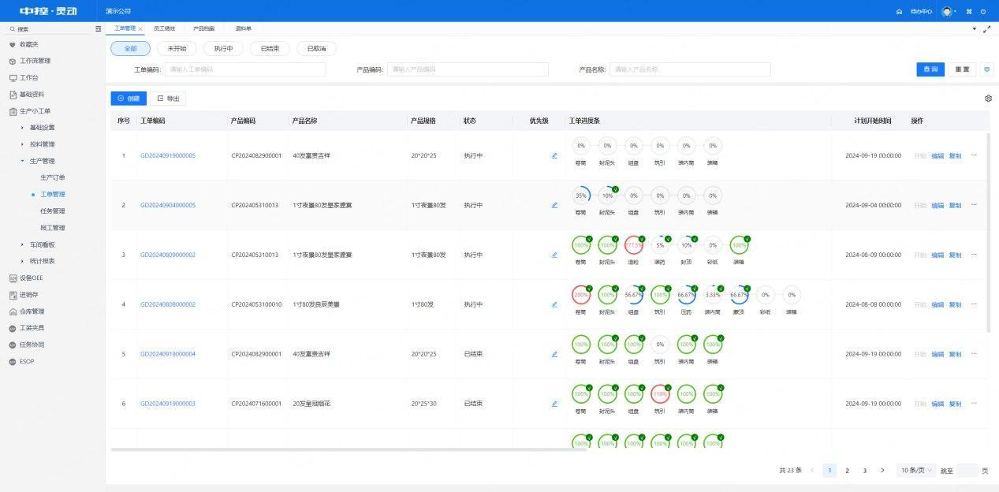 中控·灵动 演示公司 待办中心
搜索 工单管理 员工绩效 产品档案 退料单
收藏夹
工作流管理
工作台
基础资料
生产小工单
基础设置
投料管理
生产管理
生产订单
工单管理
任务管理
报工管理
车间看板
统计报表
设备OEE
进销存
仓库管理
工装夹具
任务协同
ESOP
全部 未开始 执行中 已结束 已取消
工单编码: 请输入工单编码 产品编码: 请输入产品编码 产品名称: 请输入产品名称 查询 重置
创建 导出
序号 工单编码 产品编码 产品名称 产品规格 状态 优先级 工单进度条 计划开始时间 操作
0% 0% 0% 0% 0% 0%
1 GD20240919000005 CP2024082900001 40发富贵吉祥 20*20*25 执行中 2024-09-19 00:00:00 开始 编辑 复制 ···
卷筒 封泥头 组盘 筑引 装内筒 装箱
35% 10% 0% 0% 0% 0%
2 GD20240904000005 CP202405310013 1寸夜景80发皇家盛宴 1寸夜景80发 执行中 2024-09-04 00:00:00 开始 编辑 复制 ···
卷筒 封泥头 组盘 筑引 装内筒 装箱
100% 100% 77.5% 5% 10% 0% 100%
3 GD20240809000002 CP202405310013 1寸夜景80发皇家盛宴 1寸夜景80发 执行中 2024-08-09 00:00:00 开始 编辑 复制 ···
卷筒 封泥头 装药 封顶 彩纸 装箱
200% 100% 56.67% 100% 66.67% 3.33% 66.67% 0% 0%
4 GD20240808000002 CP2024053100010 1寸80发良辰美景 1寸80发 执行中 2024-08-08 00:00:00 开始 编辑 复制 ···
卷筒 封泥头 组盘 筑引 压药 装内筒 蒙顶 彩纸 装箱
100% 100% 100% 0% 100% 100%
5 GD20240919000004 CP2024082900001 40发富贵吉祥 20*20*25 已结束 2024-09-19 00:00:00 开始 编辑 复制 ···
卷筒 封泥头 组盘 筑引 装内筒 装箱
100% 100% 100% 110% 100% 100%
6 GD20240919000003 CP2024071600001 20发皇冠烟花 20*25*30 已结束 2024-09-19 00:00:00 开始 编辑 复制 ···
卷筒 封泥头 组盘 筑引 装内筒 装箱
100% 100% 100% 100% 100% 100%
共 23 条 1 2 3 10 条/页 跳至 页